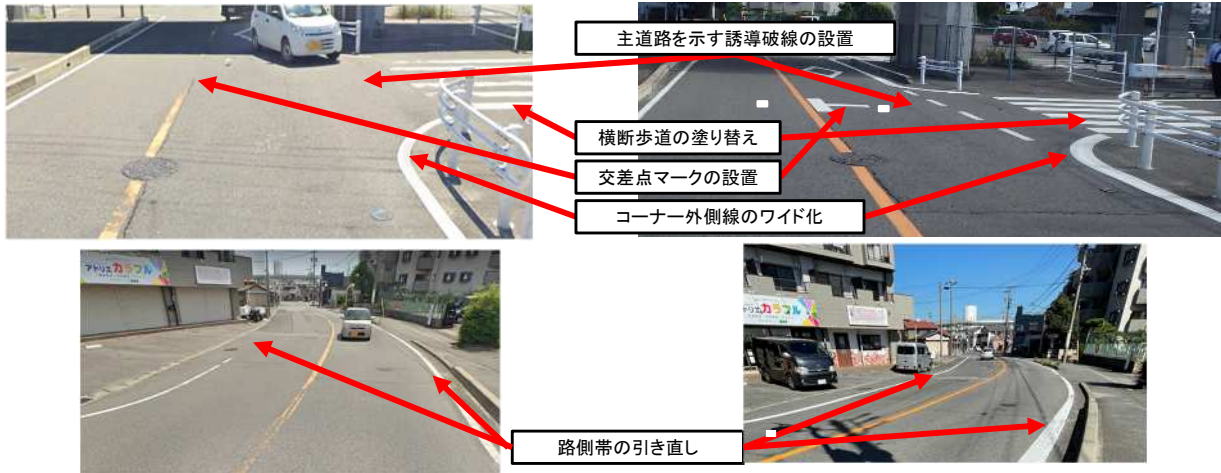 主道路を示す誘導破線の設置
横断歩道の塗り替え
交差点マークの設置
コーナー外側線のワイド化
アトリエカラフル
アトリエカラフル
路側帯の引き直し